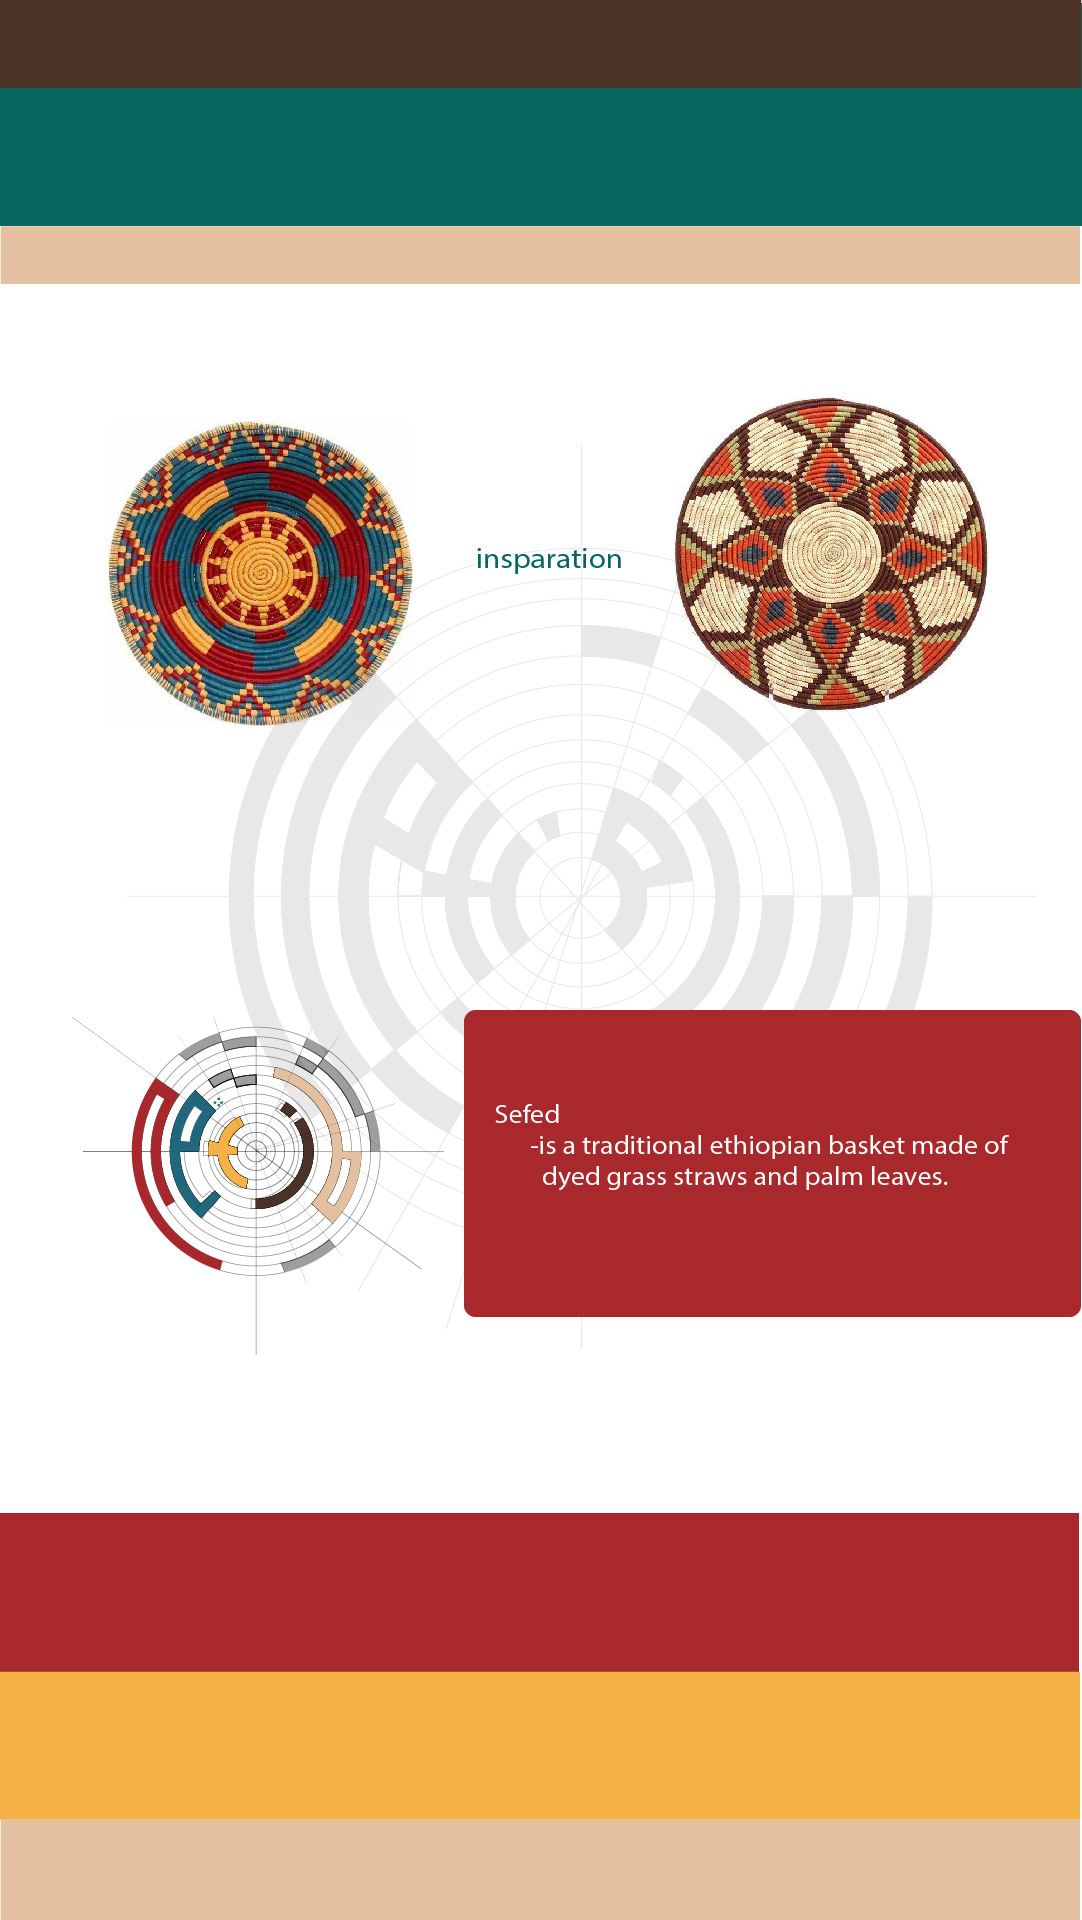 insparation
Sefed
-is a traditional ethiopian basket made of
dyed grass straws and palm leaves.